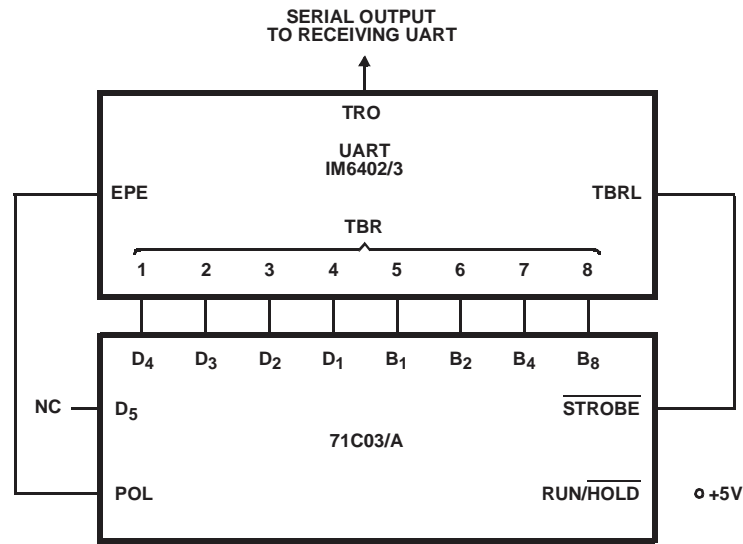 SERIAL OUTPUT
TO RECEIVING UART
TRO
UART
IM6402/3
EPE TBRL
TBR
1 2 3 4 5 6 7 8
D4 D3 D2 D1 B1 B2 B4 B8
NC D5 STROBE
71C03/A
POL RUN/HOLD +5V